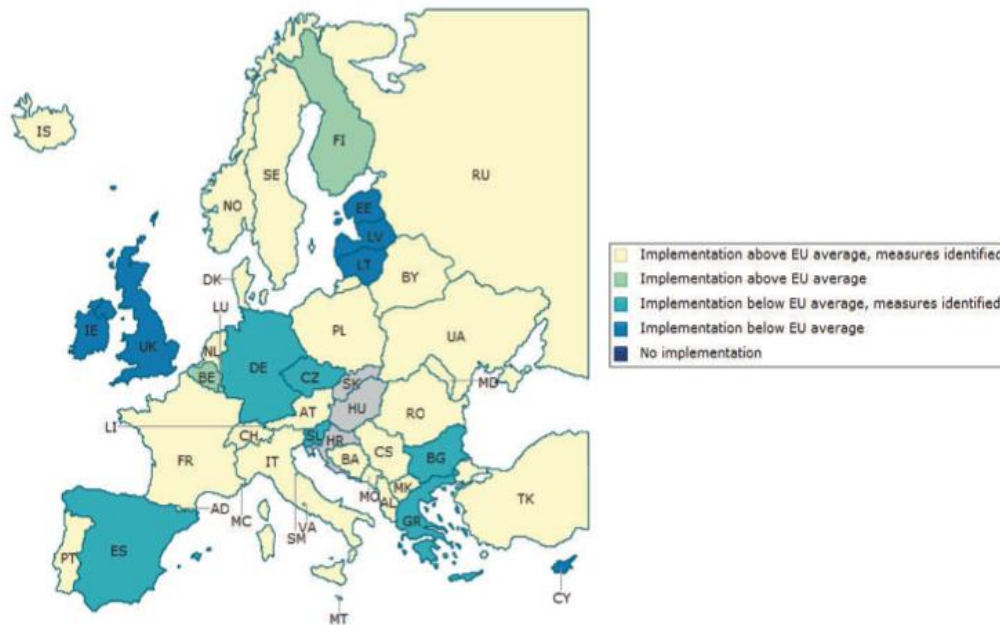 IS
FI
SE
RU
NO
EE
LV
LT
DK
BY
LU
IE
UK
NL
PL
UA
BE
DE
CZ
SK
MD
LI
AT
HU
RO
CH
SL
HR
FR
IT
BA
CS
BG
MO
MK
AL
TK
AD
MC
VA
SM
GR
PT
ES
MT
CY
Implementation above EU average, measures identified
Implementation above EU average
Implementation below EU average, measures identified
Implementation below EU average
No implementation